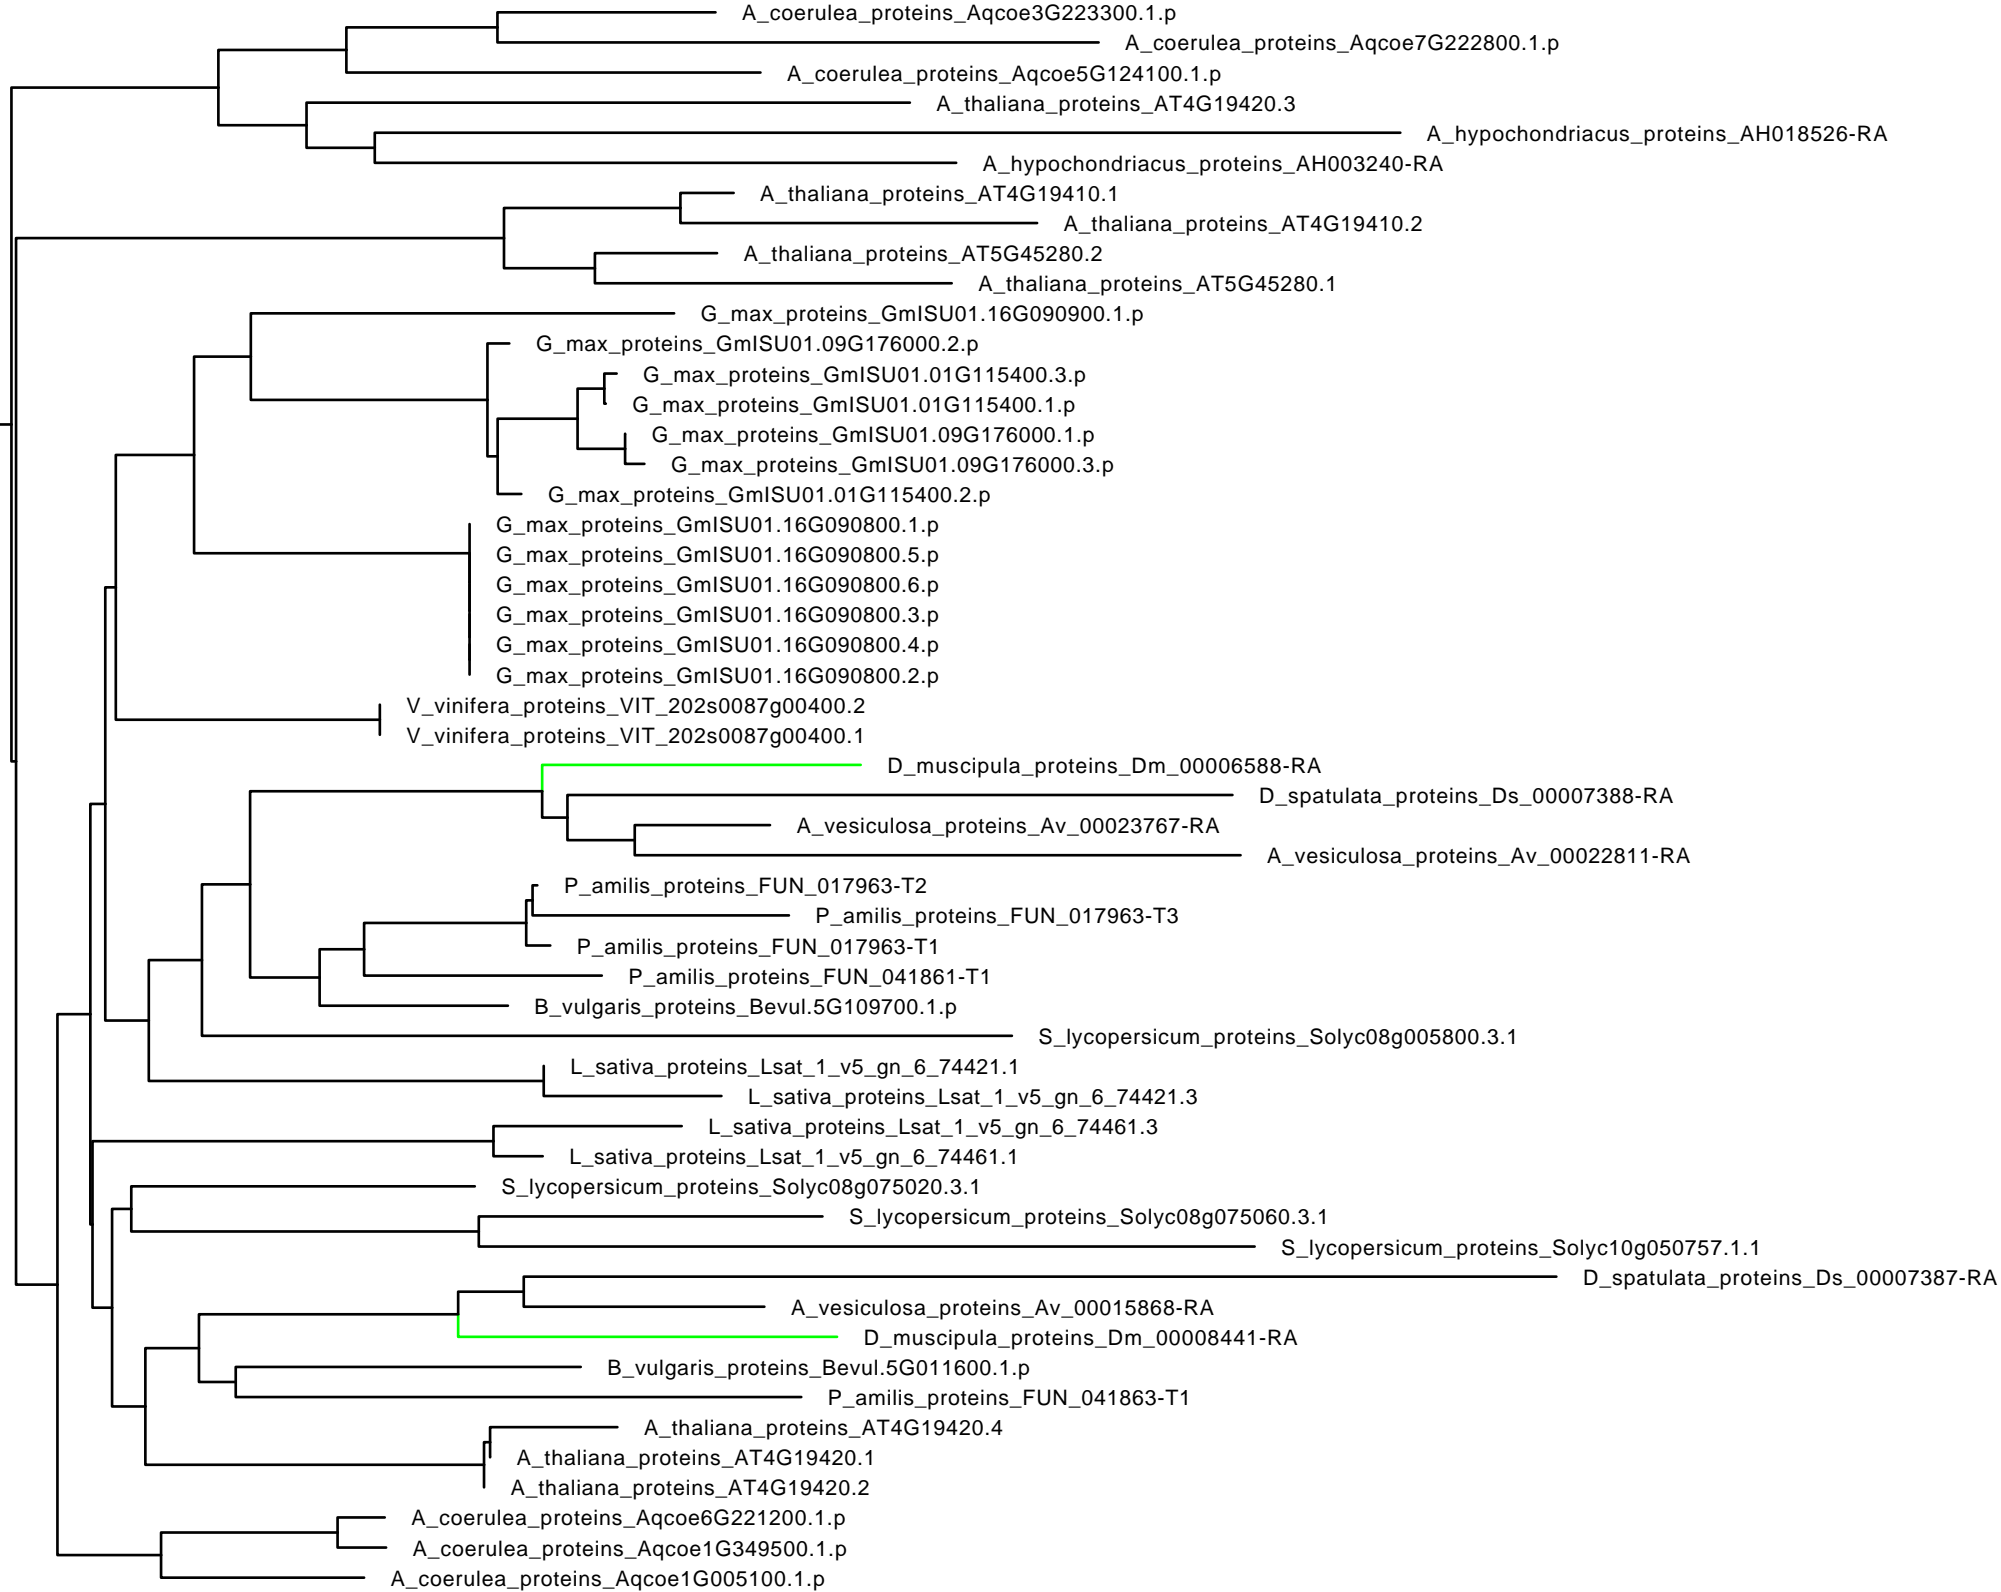 A_coerulea_proteins_Aqcoe3G223300.1.p
A_coerulea_proteins_Aqcoe7G222800.1.p
A_coerulea_proteins_Aqcoe5G124100.1.p
A_thaliana_proteins_AT4G19420.3
A_hypochondriacus_proteins_AH018526-RA
A_hypochondriacus_proteins_AH003240-RA
A_thaliana_proteins_AT4G19410.1
A_thaliana_proteins_AT4G19410.2
A_thaliana_proteins_AT5G45280.2
A_thaliana_proteins_AT5G45280.1
G_max_proteins_GmISU01.16G090900.1.p
G_max_proteins_GmISU01.09G176000.2.p
G_max_proteins_GmISU01.01G115400.3.p
G_max_proteins_GmISU01.01G115400.1.p
G_max_proteins_GmISU01.09G176000.1.p
G_max_proteins_GmISU01.09G176000.3.p
G_max_proteins_GmISU01.01G115400.2.p
G_max_proteins_GmISU01.16G090800.1.p
G_max_proteins_GmISU01.16G090800.5.p
G_max_proteins_GmISU01.16G090800.6.p
G_max_proteins_GmISU01.16G090800.3.p
G_max_proteins_GmISU01.16G090800.4.p
G_max_proteins_GmISU01.16G090800.2.p
V_vinifera_proteins_VIT_202s0087g00400.2
V_vinifera_proteins_VIT_202s0087g00400.1
D_muscipula_proteins_Dm_00006588-RA
D_spatulata_proteins_Ds_00007388-RA
A_vesiculosa_proteins_Av_00023767-RA
A_vesiculosa_proteins_Av_00022811-RA
P_amilis_proteins_FUN_017963-T2
P_amilis_proteins_FUN_017963-T3
P_amilis_proteins_FUN_017963-T1
P_amilis_proteins_FUN_041861-T1
B_vulgaris_proteins_Bevul.5G109700.1.p
S_lycopersicum_proteins_Solyc08g005800.3.1
L_sativa_proteins_Lsat_1_v5_gn_6_74421.1
L_sativa_proteins_Lsat_1_v5_gn_6_74421.3
L_sativa_proteins_Lsat_1_v5_gn_6_74461.3
L_sativa_proteins_Lsat_1_v5_gn_6_74461.1
S_lycopersicum_proteins_Solyc08g075020.3.1
S_lycopersicum_proteins_Solyc08g075060.3.1
S_lycopersicum_proteins_Solyc10g050757.1.1
D_spatulata_proteins_Ds_00007387-RA
A_vesiculosa_proteins_Av_00015868-RA
D_muscipula_proteins_Dm_00008441-RA
B_vulgaris_proteins_Bevul.5G011600.1.p
P_amilis_proteins_FUN_041863-T1
A_thaliana_proteins_AT4G19420.4
A_thaliana_proteins_AT4G19420.1
A_thaliana_proteins_AT4G19420.2
A_coerulea_proteins_Aqcoe6G221200.1.p
A_coerulea_proteins_Aqcoe1G349500.1.p
A_coerulea_proteins_Aqcoe1G005100.1.p